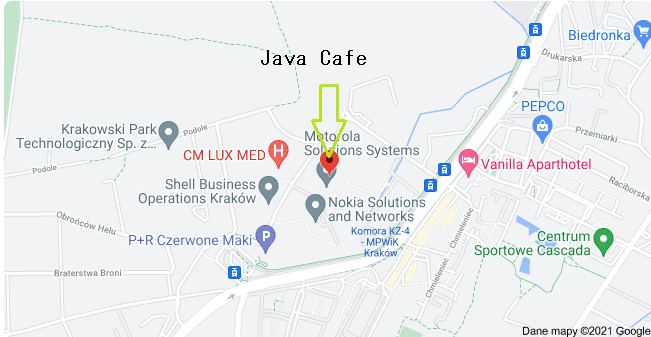 Java Cafe
Biedronka
Drukarska
PEPCO
Przemiarki
Krakowski Park
Technologiczny Sp. z...
Podole
Motorola
Solutions Systems
CM LUX MED
Vanilla Aparthotel
Podole
Raciborska
Shell Business
Operations Kraków
Nokia Solutions
and Networks
Obrońców Helu
Chmieleniec
Chmieleniec
P+R Czerwone Maki
Komora KZ-4
- MPWiK
Kraków
Centrum
Sportowe Cascada
Braterstwa Broni
Dane mapy ©2021 Google